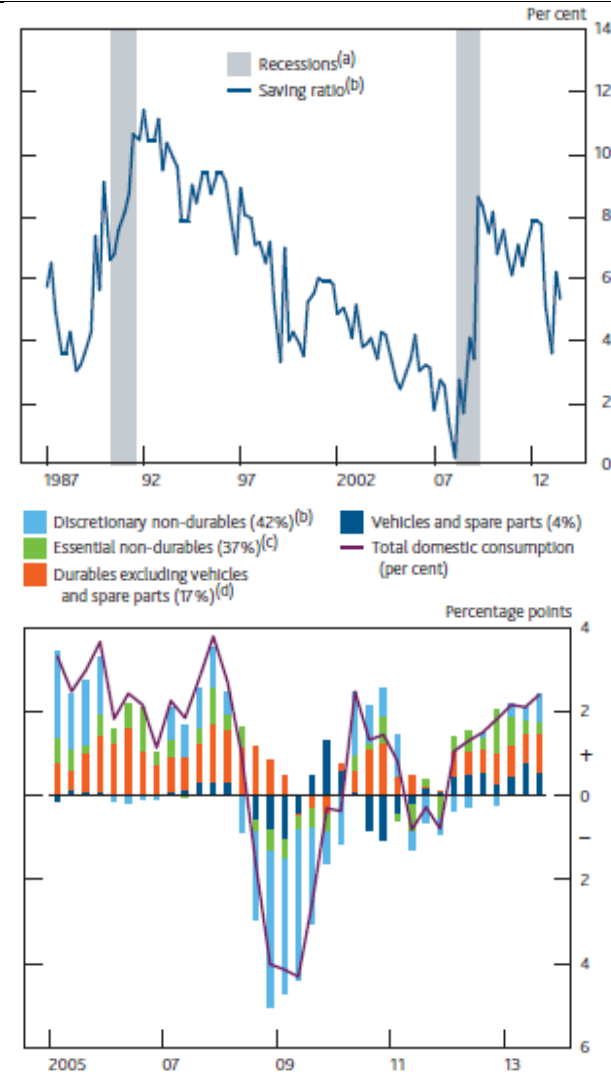 Per cent
14
12
10
8
6
4
2
0
Recessions(a)
Saving ratio(b)
1987 92 97 2002 07 12
Discretionary non-durables (42%)(b)
Essential non-durables (37%)(c)
Durables excluding vehicles
and spare parts (17%)(d)
Vehicles and spare parts (4%)
Total domestic consumption
(per cent)
Percentage points
4
2
+
0
–
2
4
6
2005 07 09 11 13